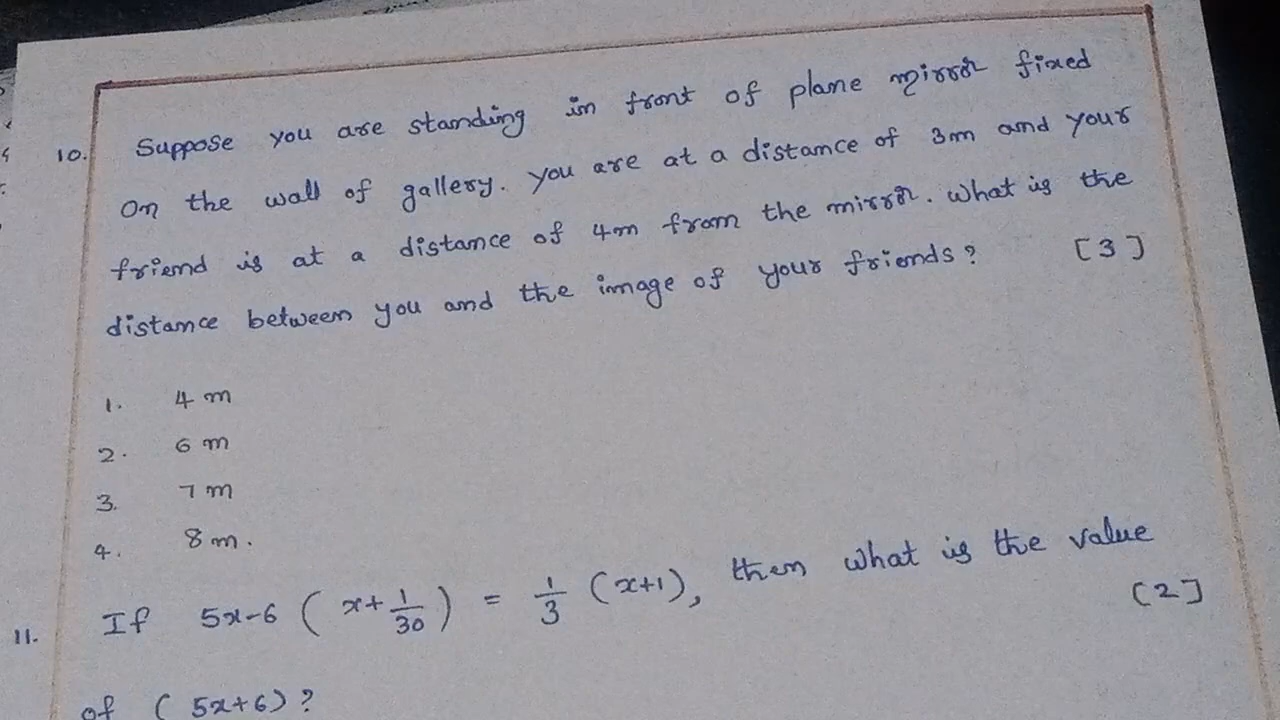 10. Suppose you are standing in front of plane mirror fixed
On the wall of gallery. you are at a distance of 3m and your
friend is at a distance of 4m from the mirror. what is the
distance between you and the image of your friends? [3]
1. 4 m
2. 6 m
3. 7 m
4. 8 m.
11. If 5x-6 ( x+ 1/30 ) = 1/3 (x+1), then what is the value
of ( 5x+6)? [2]